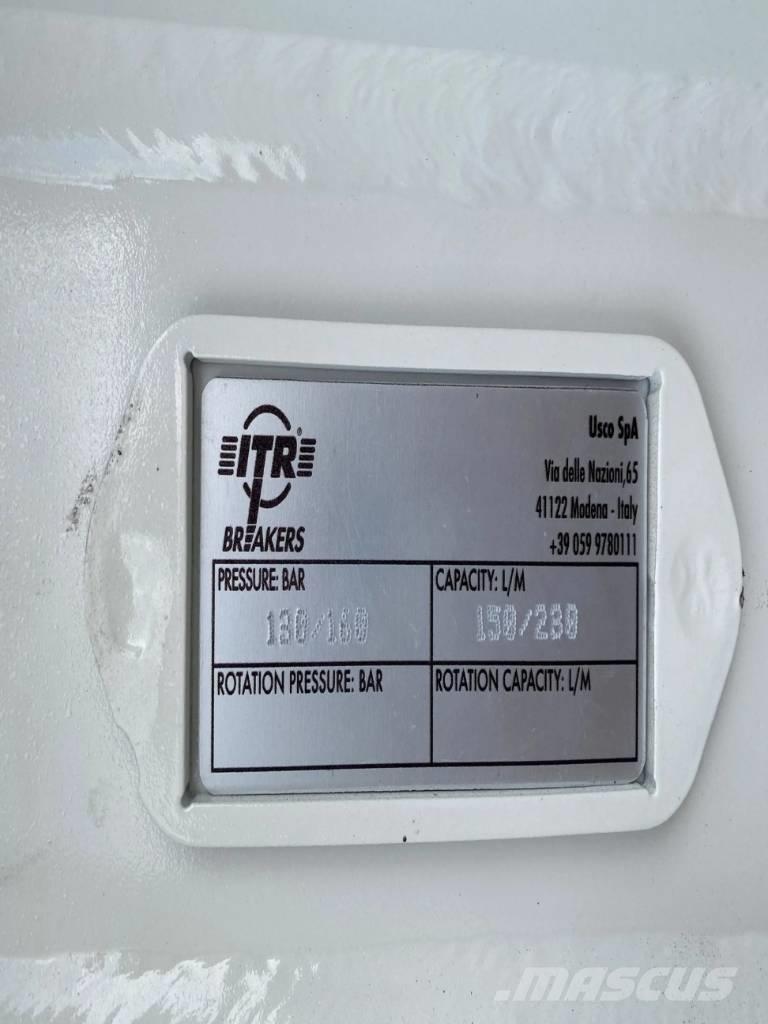 ITR®
BREAKERS
Usco SpA
Via delle Nazioni,65
41122 Modena - Italy
+39 059 9780111
PRESSURE: BAR
130/160
CAPACITY: L/M
150/230
ROTATION PRESSURE: BAR
ROTATION CAPACITY: L/M
MASCUS